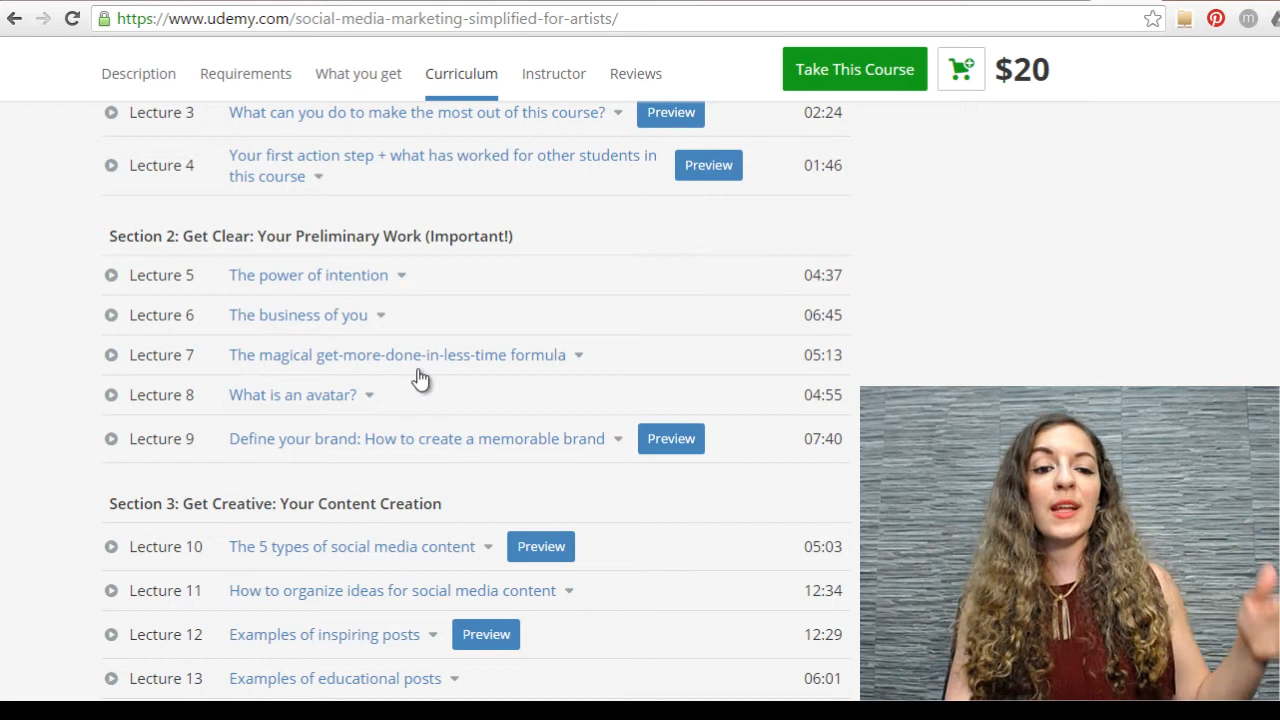 https://www.udemy.com/social-media-marketing-simplified-for-artists/
m
Description Requirements What you get Curriculum Instructor Reviews Take This Course $20
Lecture 3 What can you do to make the most out of this course? Preview 02:24
Lecture 4 Your first action step + what has worked for other students in
this course Preview 01:46
Section 2: Get Clear: Your Preliminary Work (Important!)
Lecture 5 The power of intention 04:37
Lecture 6 The business of you 06:45
Lecture 7 The magical get-more-done-in-less-time formula 05:13
Lecture 8 What is an avatar? 04:55
Lecture 9 Define your brand: How to create a memorable brand Preview 07:40
Section 3: Get Creative: Your Content Creation
Lecture 10 The 5 types of social media content Preview 05:03
Lecture 11 How to organize ideas for social media content 12:34
Lecture 12 Examples of inspiring posts Preview 12:29
Lecture 13 Examples of educational posts 06:01